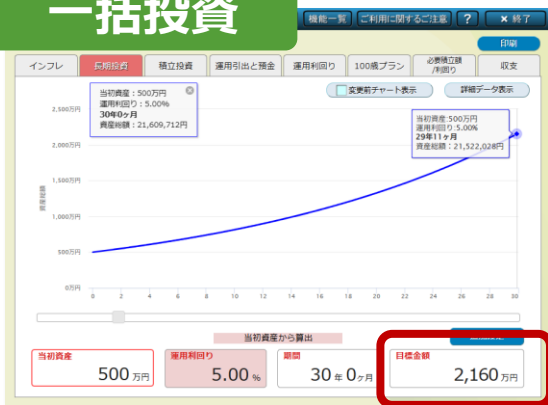 一括投資
機能一覧 ご利用に関するご注意 ? × 終了
印刷
インフレ 長期投資 積立投資 運用引出と預金 運用利回り 100歳プラン 必要積立額/利回り 収支
変更前チャート表示 詳細データ表示
当初資産：500万円
運用利回り：5.00%
30年0ヶ月
資産総額：21,609,712円
当初資産:500万円
運用利回り:5.00%
29年11ヶ月
資産総額：21,522,028円
資産総額
2,500万円
2,000万円
1,500万円
1,000万円
500万円
0万円
0 2 4 6 8 10 12 14 16 18 20 22 24 26 28 30
当初資産から算出
当初資産 運用利回り 期間 目標金額
500 万円 5.00 % 30 年 0 ヶ月 2,160 万円